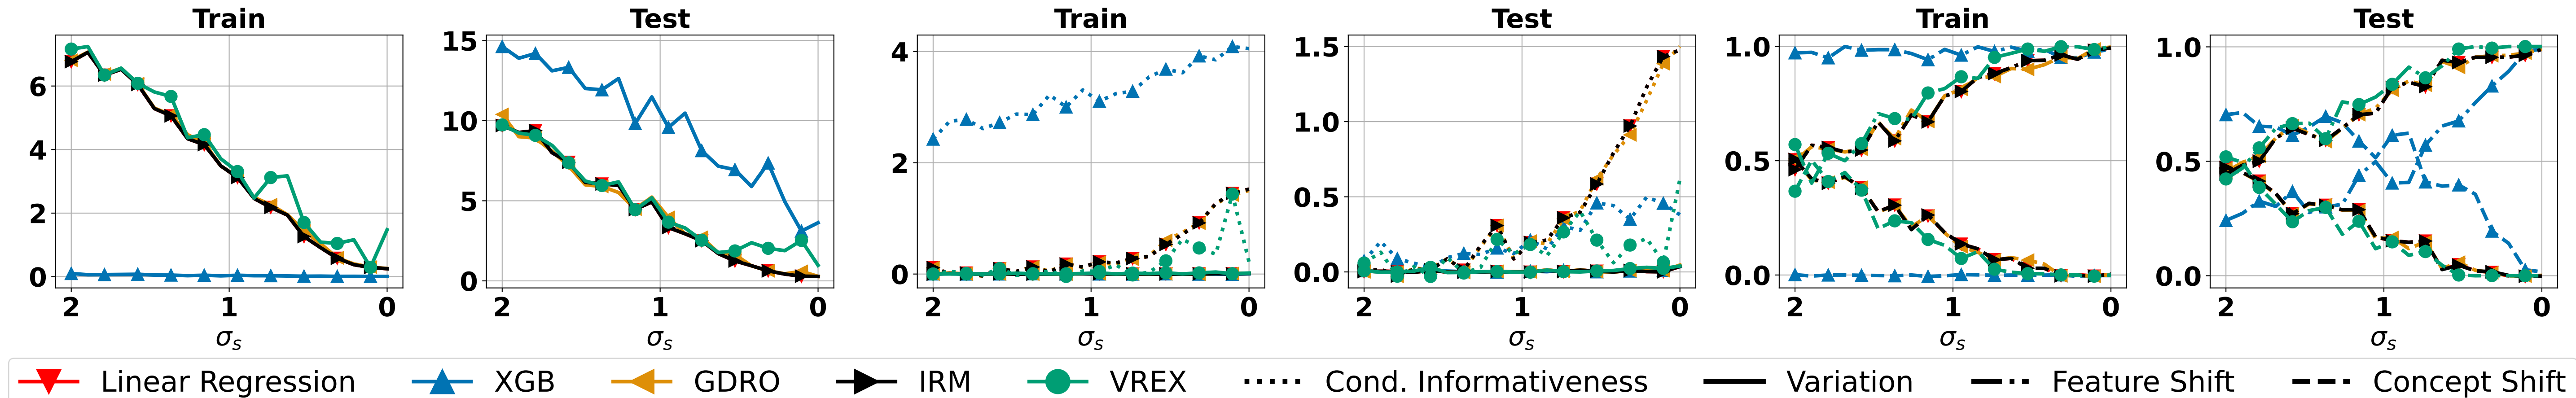 Train
6
4
2
0
2
1
0
σs
Test
15
10
5
0
2
1
0
σs
Train
4
2
0
2
1
0
σs
Test
1.5
1.0
0.5
0.0
2
1
0
σs
Train
1.0
0.5
0.0
2
1
0
σs
Test
1.0
0.5
0.0
2
1
0
σs
Linear Regression
XGB
GDRO
IRM
VREX
Cond. Informativeness
Variation
Feature Shift
Concept Shift